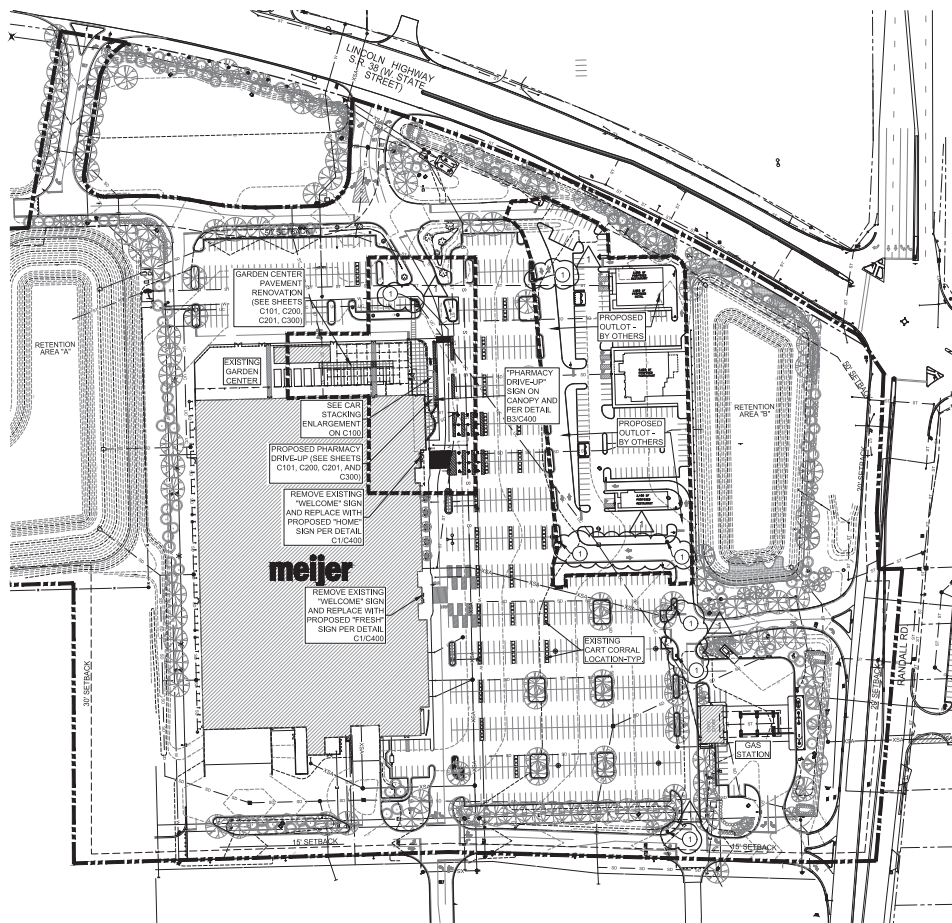 LINCOLN HIGHWAY
S.R. 38 (W. STATE
STREET)
50' SETBACK
GARDEN CENTER
PAVEMENT
RENOVATION
(SEE SHEETS
C101, C200,
C201, C300)
RETENTION
AREA "A"
EXISTING
GARDEN
CENTER
PROPOSED
OUTLOT -
BY OTHERS
"PHARMACY
DRIVE-UP"
SIGN ON
CANOPY AND
PER DETAIL
B3/C400
50' SETBACK
SEE CAR
STACKING
ENLARGEMENT
ON C100
RETENTION
AREA "B"
PROPOSED
OUTLOT -
BY OTHERS
PROPOSED PHARMACY
DRIVE-UP (SEE SHEETS
C101, C200, C201, AND
C300)
REMOVE EXISTING
"WELCOME" SIGN
AND REPLACE WITH
PROPOSED "HOME"
SIGN PER DETAIL
C1/C400
meijer
REMOVE EXISTING
"WELCOME" SIGN
AND REPLACE WITH
PROPOSED "FRESH"
SIGN PER DETAIL
C1/C400
EXISTING
CART CORRAL
LOCATION-TYP.
30' SETBACK
RANDALL RD
GAS
STATION
15' SETBACK
15' SETBACK